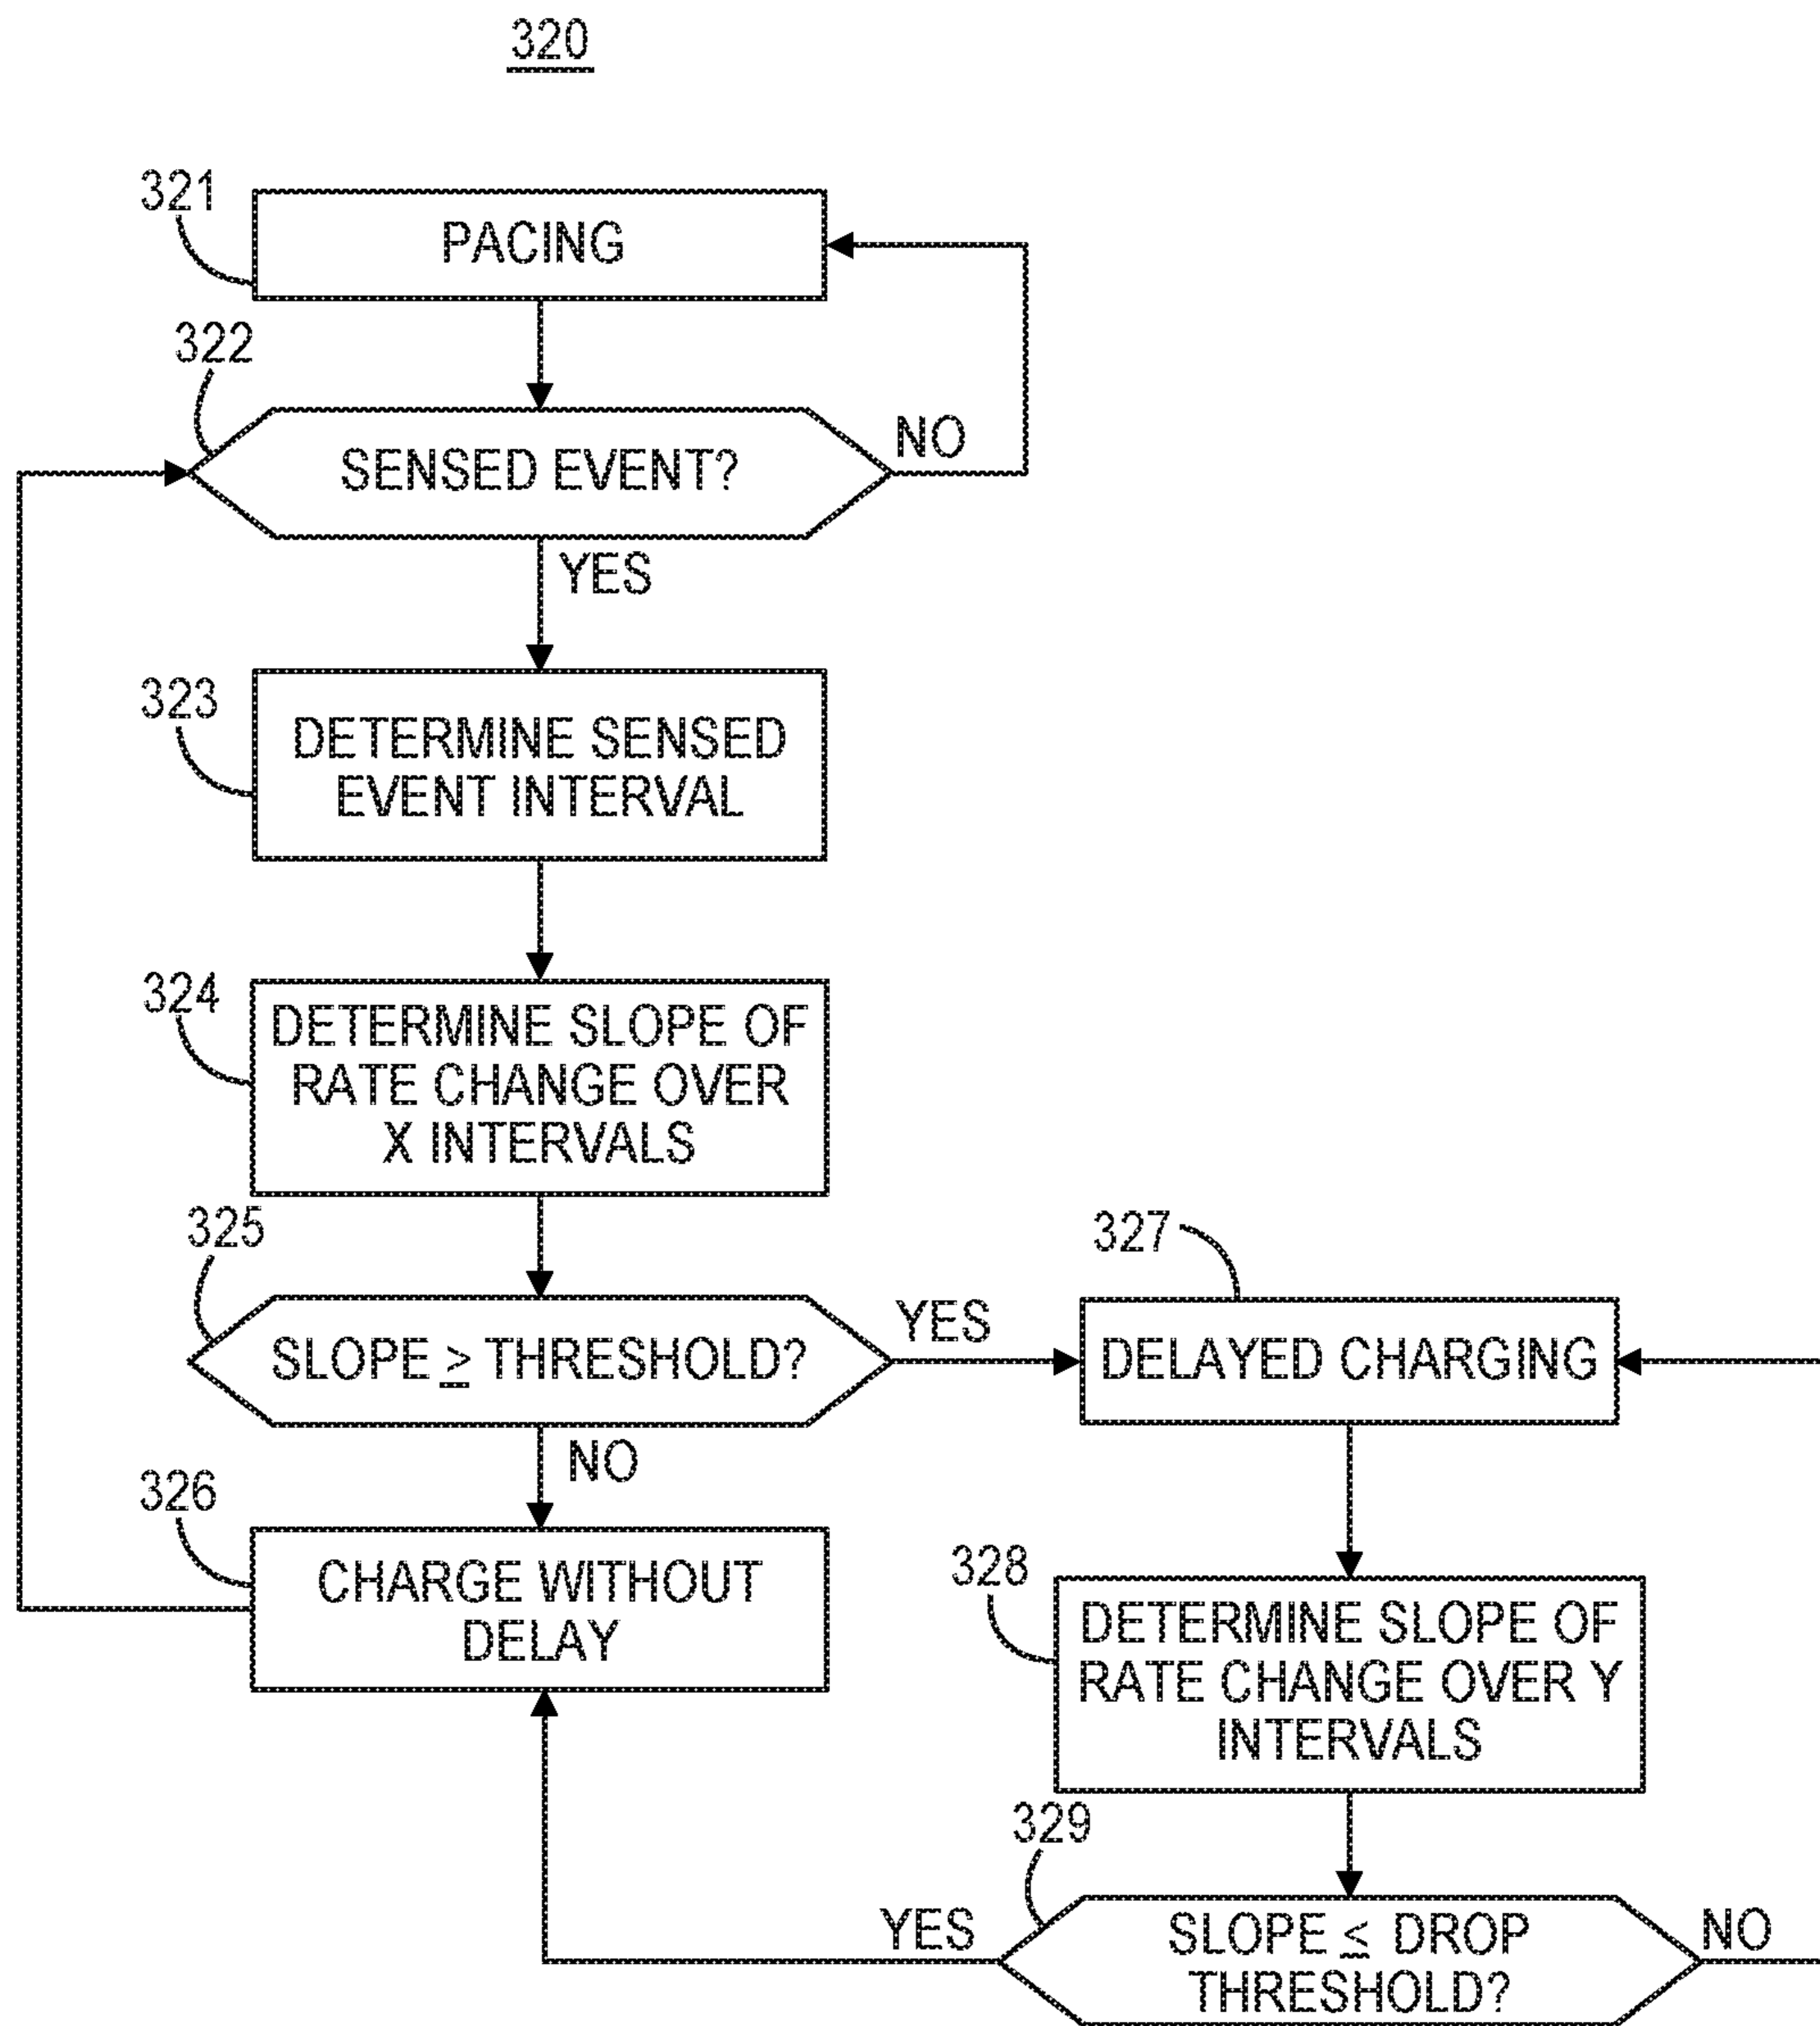 320
321
PACING
322
SENSED EVENT?
NO
YES
323
DETERMINE SENSED
EVENT INTERVAL
324
DETERMINE SLOPE OF
RATE CHANGE OVER
X INTERVALS
325
SLOPE ≥ THRESHOLD?
YES
NO
327
DELAYED CHARGING
326
CHARGE WITHOUT
DELAY
328
DETERMINE SLOPE OF
RATE CHANGE OVER Y
INTERVALS
329
SLOPE ≤ DROP
THRESHOLD?
YES
NO